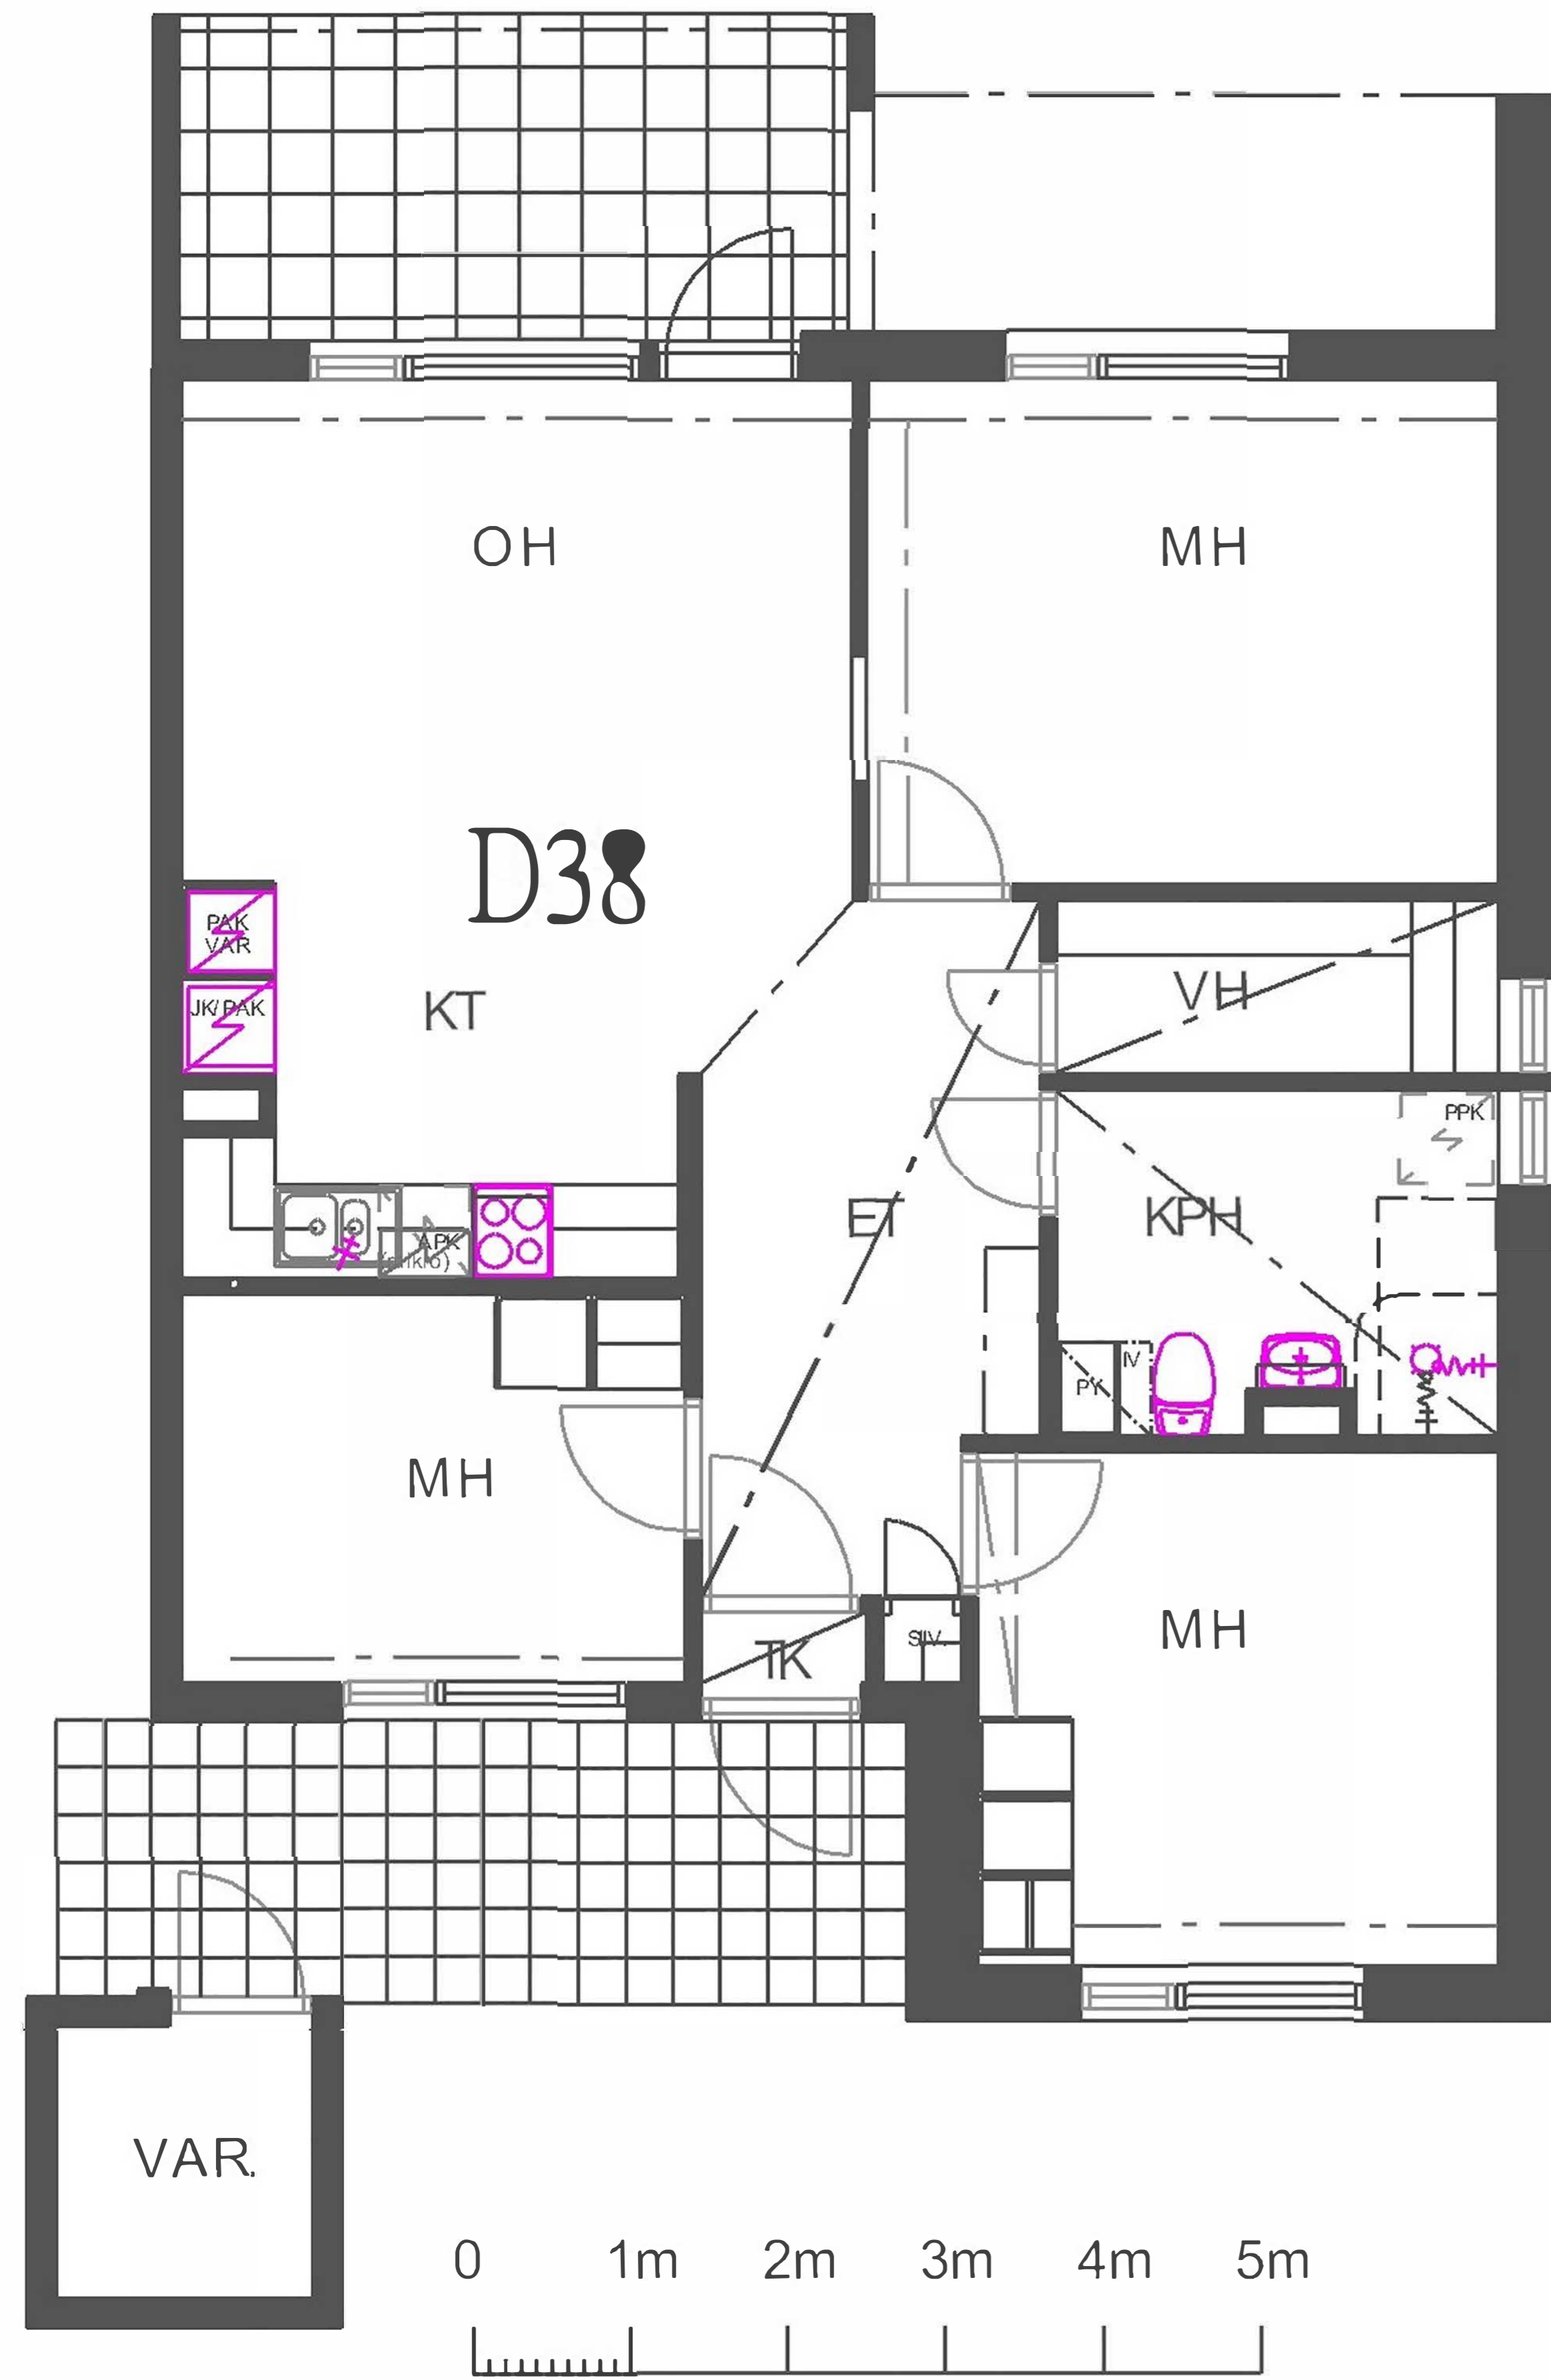 OH
MH
D38
PAK
VAR
JK/PAK
KT
VH
PPK
ET
KPH
APK
(mikro)
IV
PY
MH
MH
TK
SIV.
VAR.
0 1m 2m 3m 4m 5m